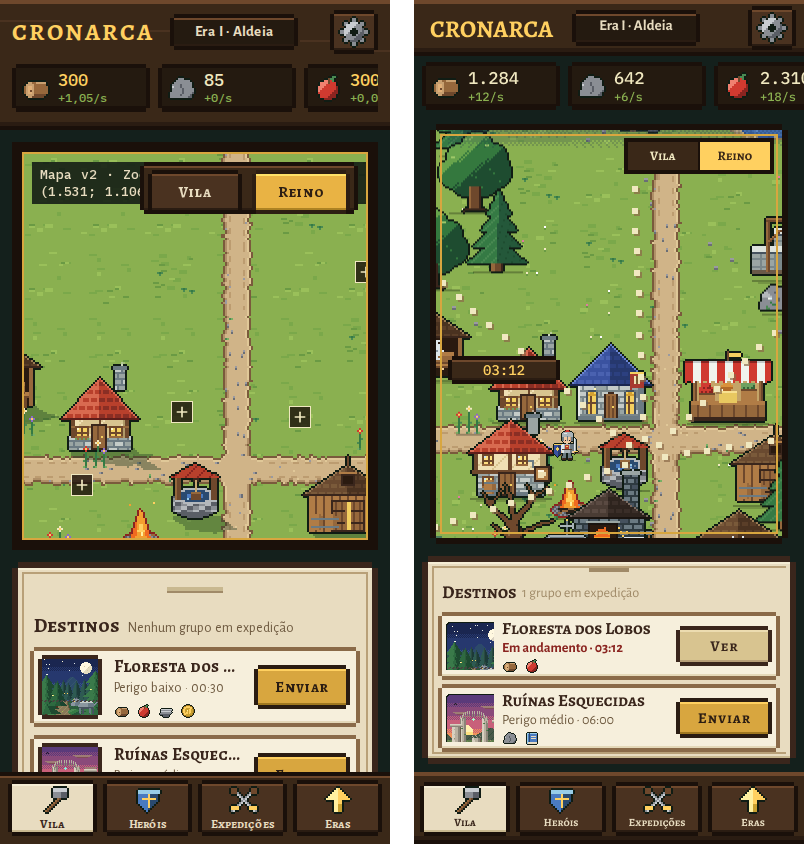 CRONARCA
Era I · Aldeia
300
+1,05/s
85
+0/s
300
+0,0
Mapa v2 · Zo
(1.531; 1.10
VILA
REINO
DESTINOS Nenhum grupo em expedição
FLORESTA DOS ...
Perigo baixo · 00:30
ENVIAR
RUÍNAS ESQUEC...
VILA
HERÓIS
EXPEDIÇÕES
ERAS
CRONARCA
Era I · Aldeia
1.284
+12/s
642
+6/s
2.310
+18/s
VILA
REINO
03:12
DESTINOS 1 grupo em expedição
FLORESTA DOS LOBOS
Em andamento · 03:12
VER
RUÍNAS ESQUECIDAS
Perigo médio · 06:00
ENVIAR
VILA
HERÓIS
EXPEDIÇÕES
ERAS